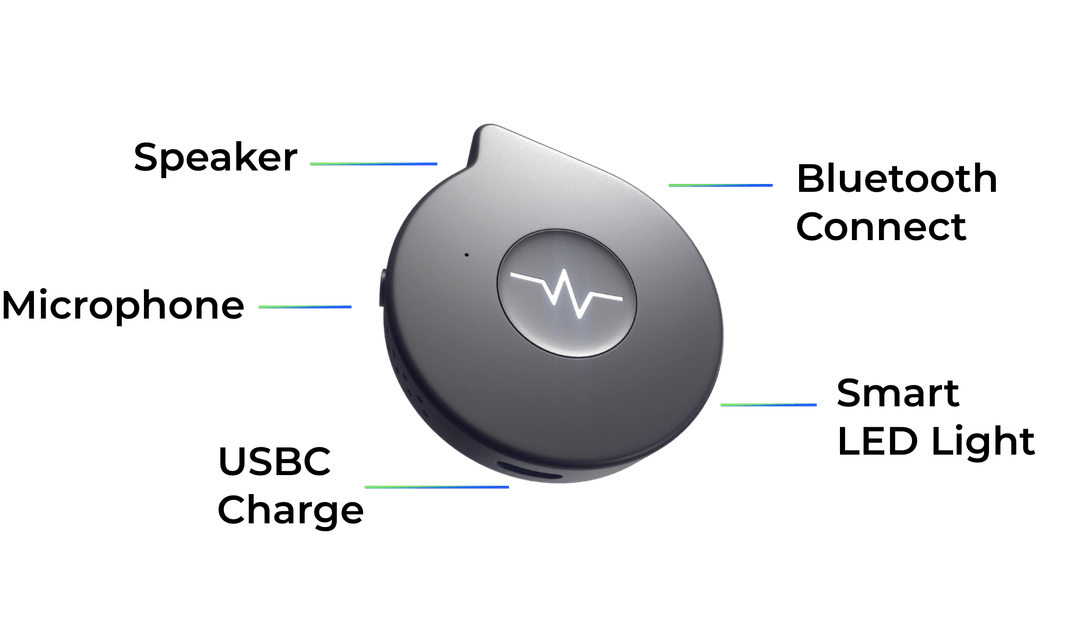 Speaker
Bluetooth
Connect
Microphone
Smart
LED Light
USBC
Charge